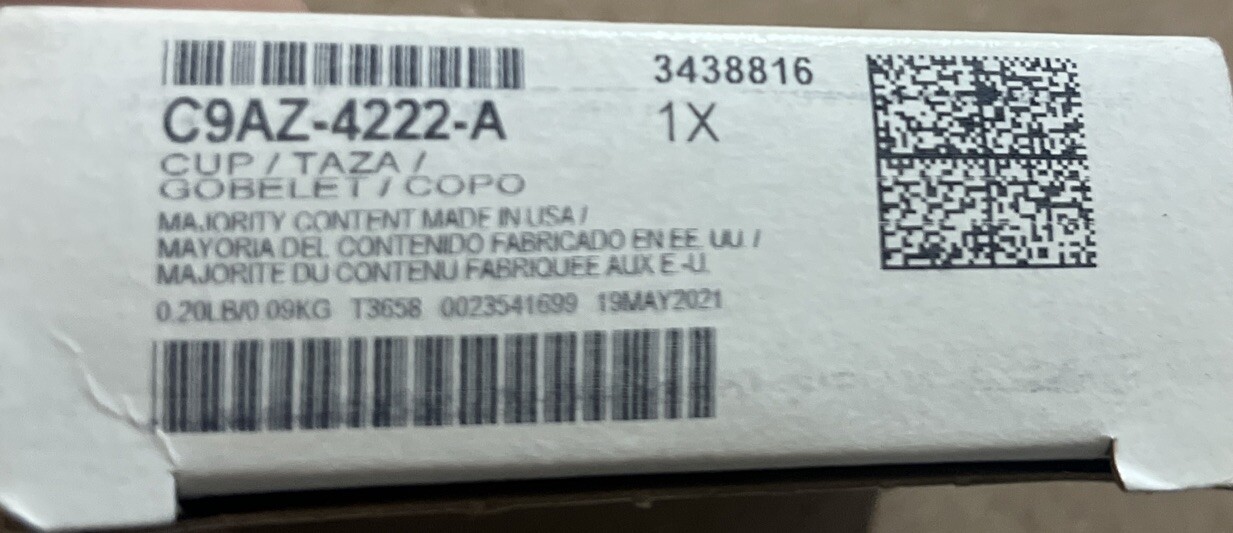 3438816
C9AZ-4222-A 1X
CUP / TAZA /
GOBELET / COPO
MAJORITY CONTENT MADE IN USA /
MAYORIA DEL CONTENIDO FABRICADO EN EE. UU. /
MAJORITE DU CONTENU FABRIQUEE AUX E.-U.
0.20LB/0.09KG T3658 0023541699 19MAY2021